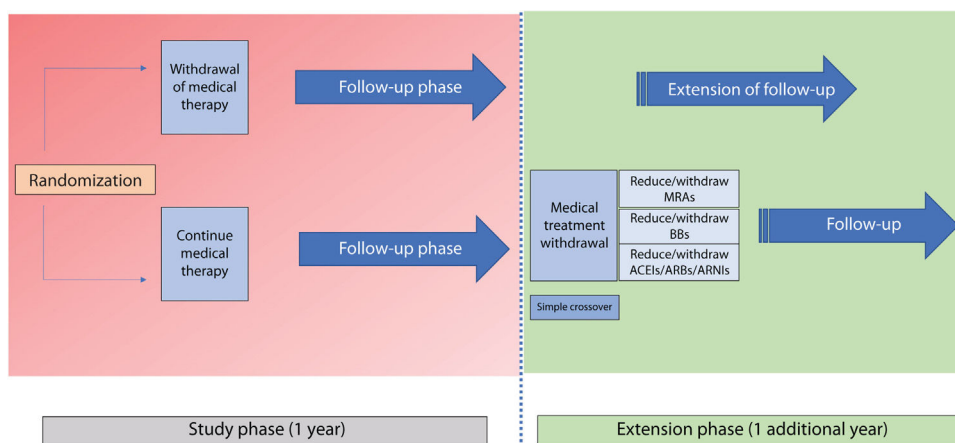 Withdrawal
of medical
therapy
Follow-up phase
Extension of follow-up
Randomization
Continue
medical
therapy
Follow-up phase
Medical
treatment
withdrawal
Reduce/withdraw
MRAs
Reduce/withdraw
BBs
Reduce/withdraw
ACEIs/ARBs/ARNIs
Follow-up
Simple crossover
Study phase (1 year)
Extension phase (1 additional year)